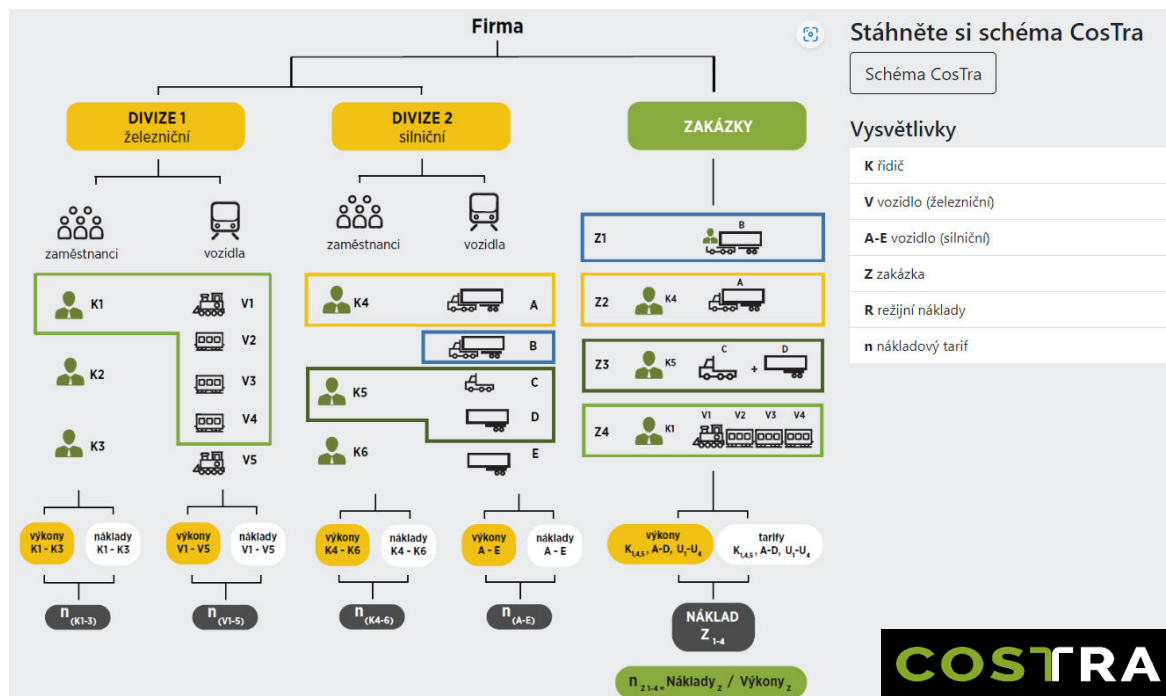 Firma
DIVIZE 1
železniční
DIVIZE 2
silniční
ZAKÁZKY
zaměstnanci
vozidla
zaměstnanci
vozidla
K1
V1
V2
K2
V3
V4
K3
V5
K4
A
B
K5
C
D
K6
E
Z1
B
Z2
K4
A
Z3
K5
C
+
D
Z4
K1
V1 V2 V3 V4
výkony
K1 - K3
náklady
K1 - K3
výkony
V1 - V5
náklady
V1 - V5
výkony
K4 - K6
náklady
K4 - K6
výkony
A - E
náklady
A - E
výkony
K1,4,5, A-D, U1-U4
tarify
K1,4,5, A-D, U1-U4
n (K1-3)
n (V1-5)
n (K4-6)
n (A-E)
NÁKLAD
Z 1-4
n z 1-4 = Náklady z / Výkony z
Stáhněte si schéma CosTra
Schéma CosTra
Vysvětlivky
K řidič
V vozidlo (železniční)
A-E vozidlo (silniční)
Z zakázka
R režijní náklady
n nákladový tarif
COSTRA